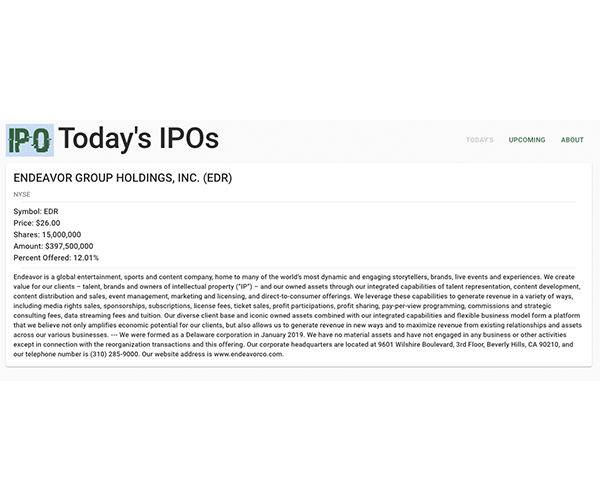 IPO Today's IPOs
TODAY'S UPCOMING ABOUT
ENDEAVOR GROUP HOLDINGS, INC. (EDR)
NYSE
Symbol: EDR
Price: $26.00
Shares: 15,000,000
Amount: $397,500,000
Percent Offered: 12.01%
Endeavor is a global entertainment, sports and content company, home to many of the world's most dynamic and engaging storytellers, brands, live events and experiences. We create
value for our clients – talent, brands and owners of intellectual property ("IP") – and our owned assets through our integrated capabilities of talent representation, content development,
content distribution and sales, event management, marketing and licensing, and direct-to-consumer offerings. We leverage these capabilities to generate revenue in a variety of ways,
including media rights sales, sponsorships, subscriptions, license fees, ticket sales, profit participations, profit sharing, pay-per-view programming, commissions and strategic
consulting fees, data streaming fees and tuition. Our diverse client base and iconic owned assets combined with our integrated capabilities and flexible business model form a platform
that we believe not only amplifies economic potential for our clients, but also allows us to generate revenue in new ways and to maximize revenue from existing relationships and assets
across our various businesses. --- We were formed as a Delaware corporation in January 2019. We have no material assets and have not engaged in any business or other activities
except in connection with the reorganization transactions and this offering. Our corporate headquarters are located at 9601 Wilshire Boulevard, 3rd Floor, Beverly Hills, CA 90210, and
our telephone number is (310) 285-9000. Our website address is www.endeavorco.com.